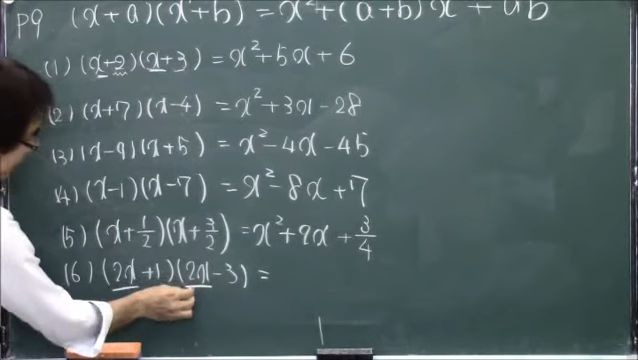 P9 (x+a)(x+b) = x²+(a+b)x+ab
(1) (x+2)(x+3) = x²+5x+6
(2) (x+7)(x-4) = x²+3x-28
(3) (x-9)(x+5) = x²-4x-45
(4) (x-1)(x-7) = x²-8x+7
(5) (x+1/2)(x+3/2) = x²+2x+3/4
(6) (2x+1)(2x-3) =